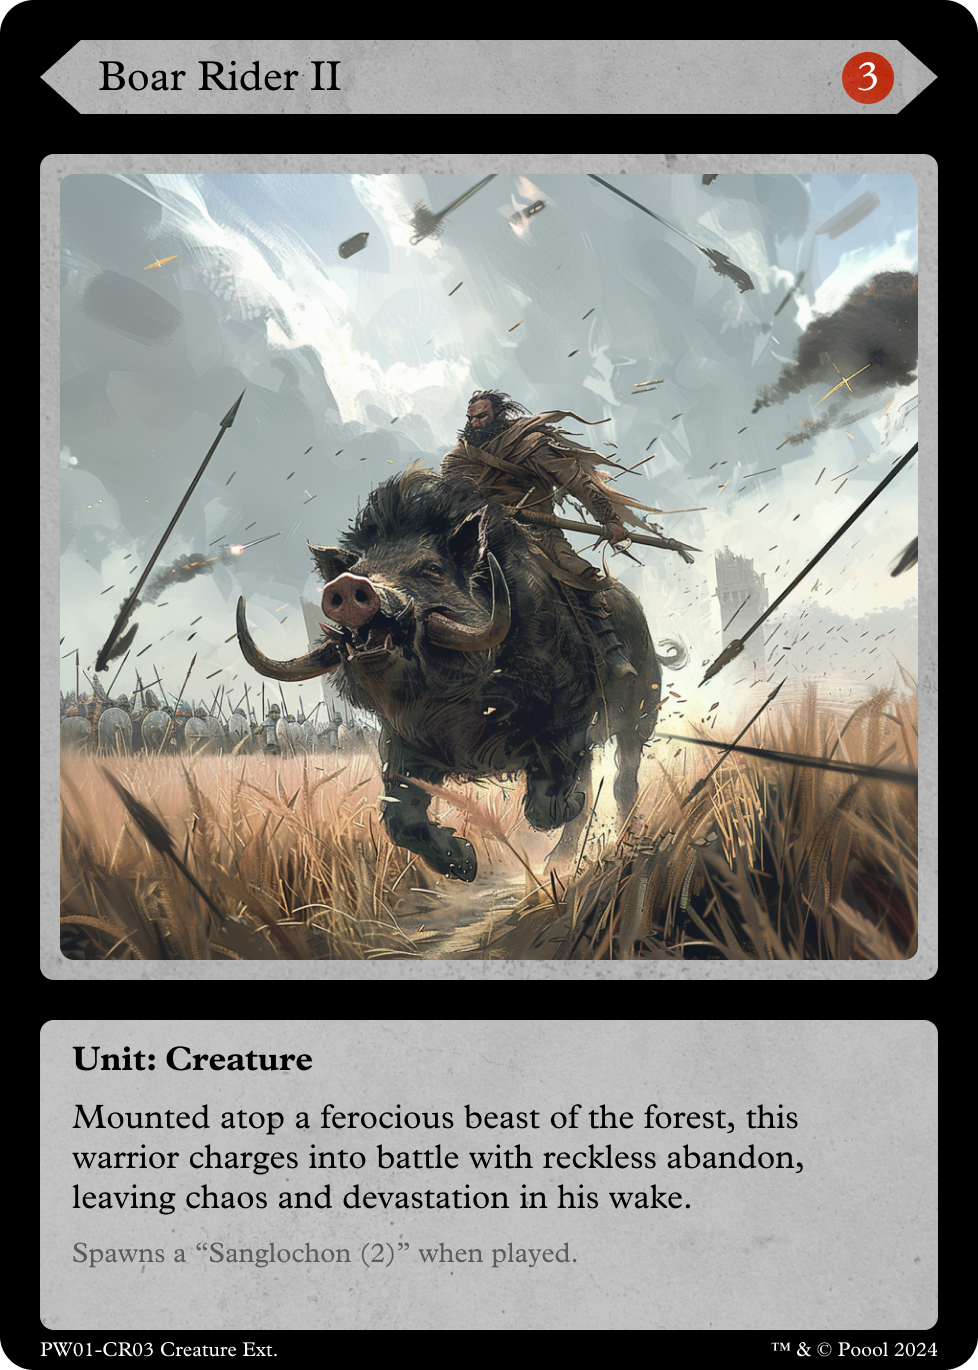 Boar Rider II
3
Unit: Creature
Mounted atop a ferocious beast of the forest, this
warrior charges into battle with reckless abandon,
leaving chaos and devastation in his wake.
Spawns a “Sanglochon (2)” when played.
PW01-CR03 Creature Ext.
™ & © Poool 2024